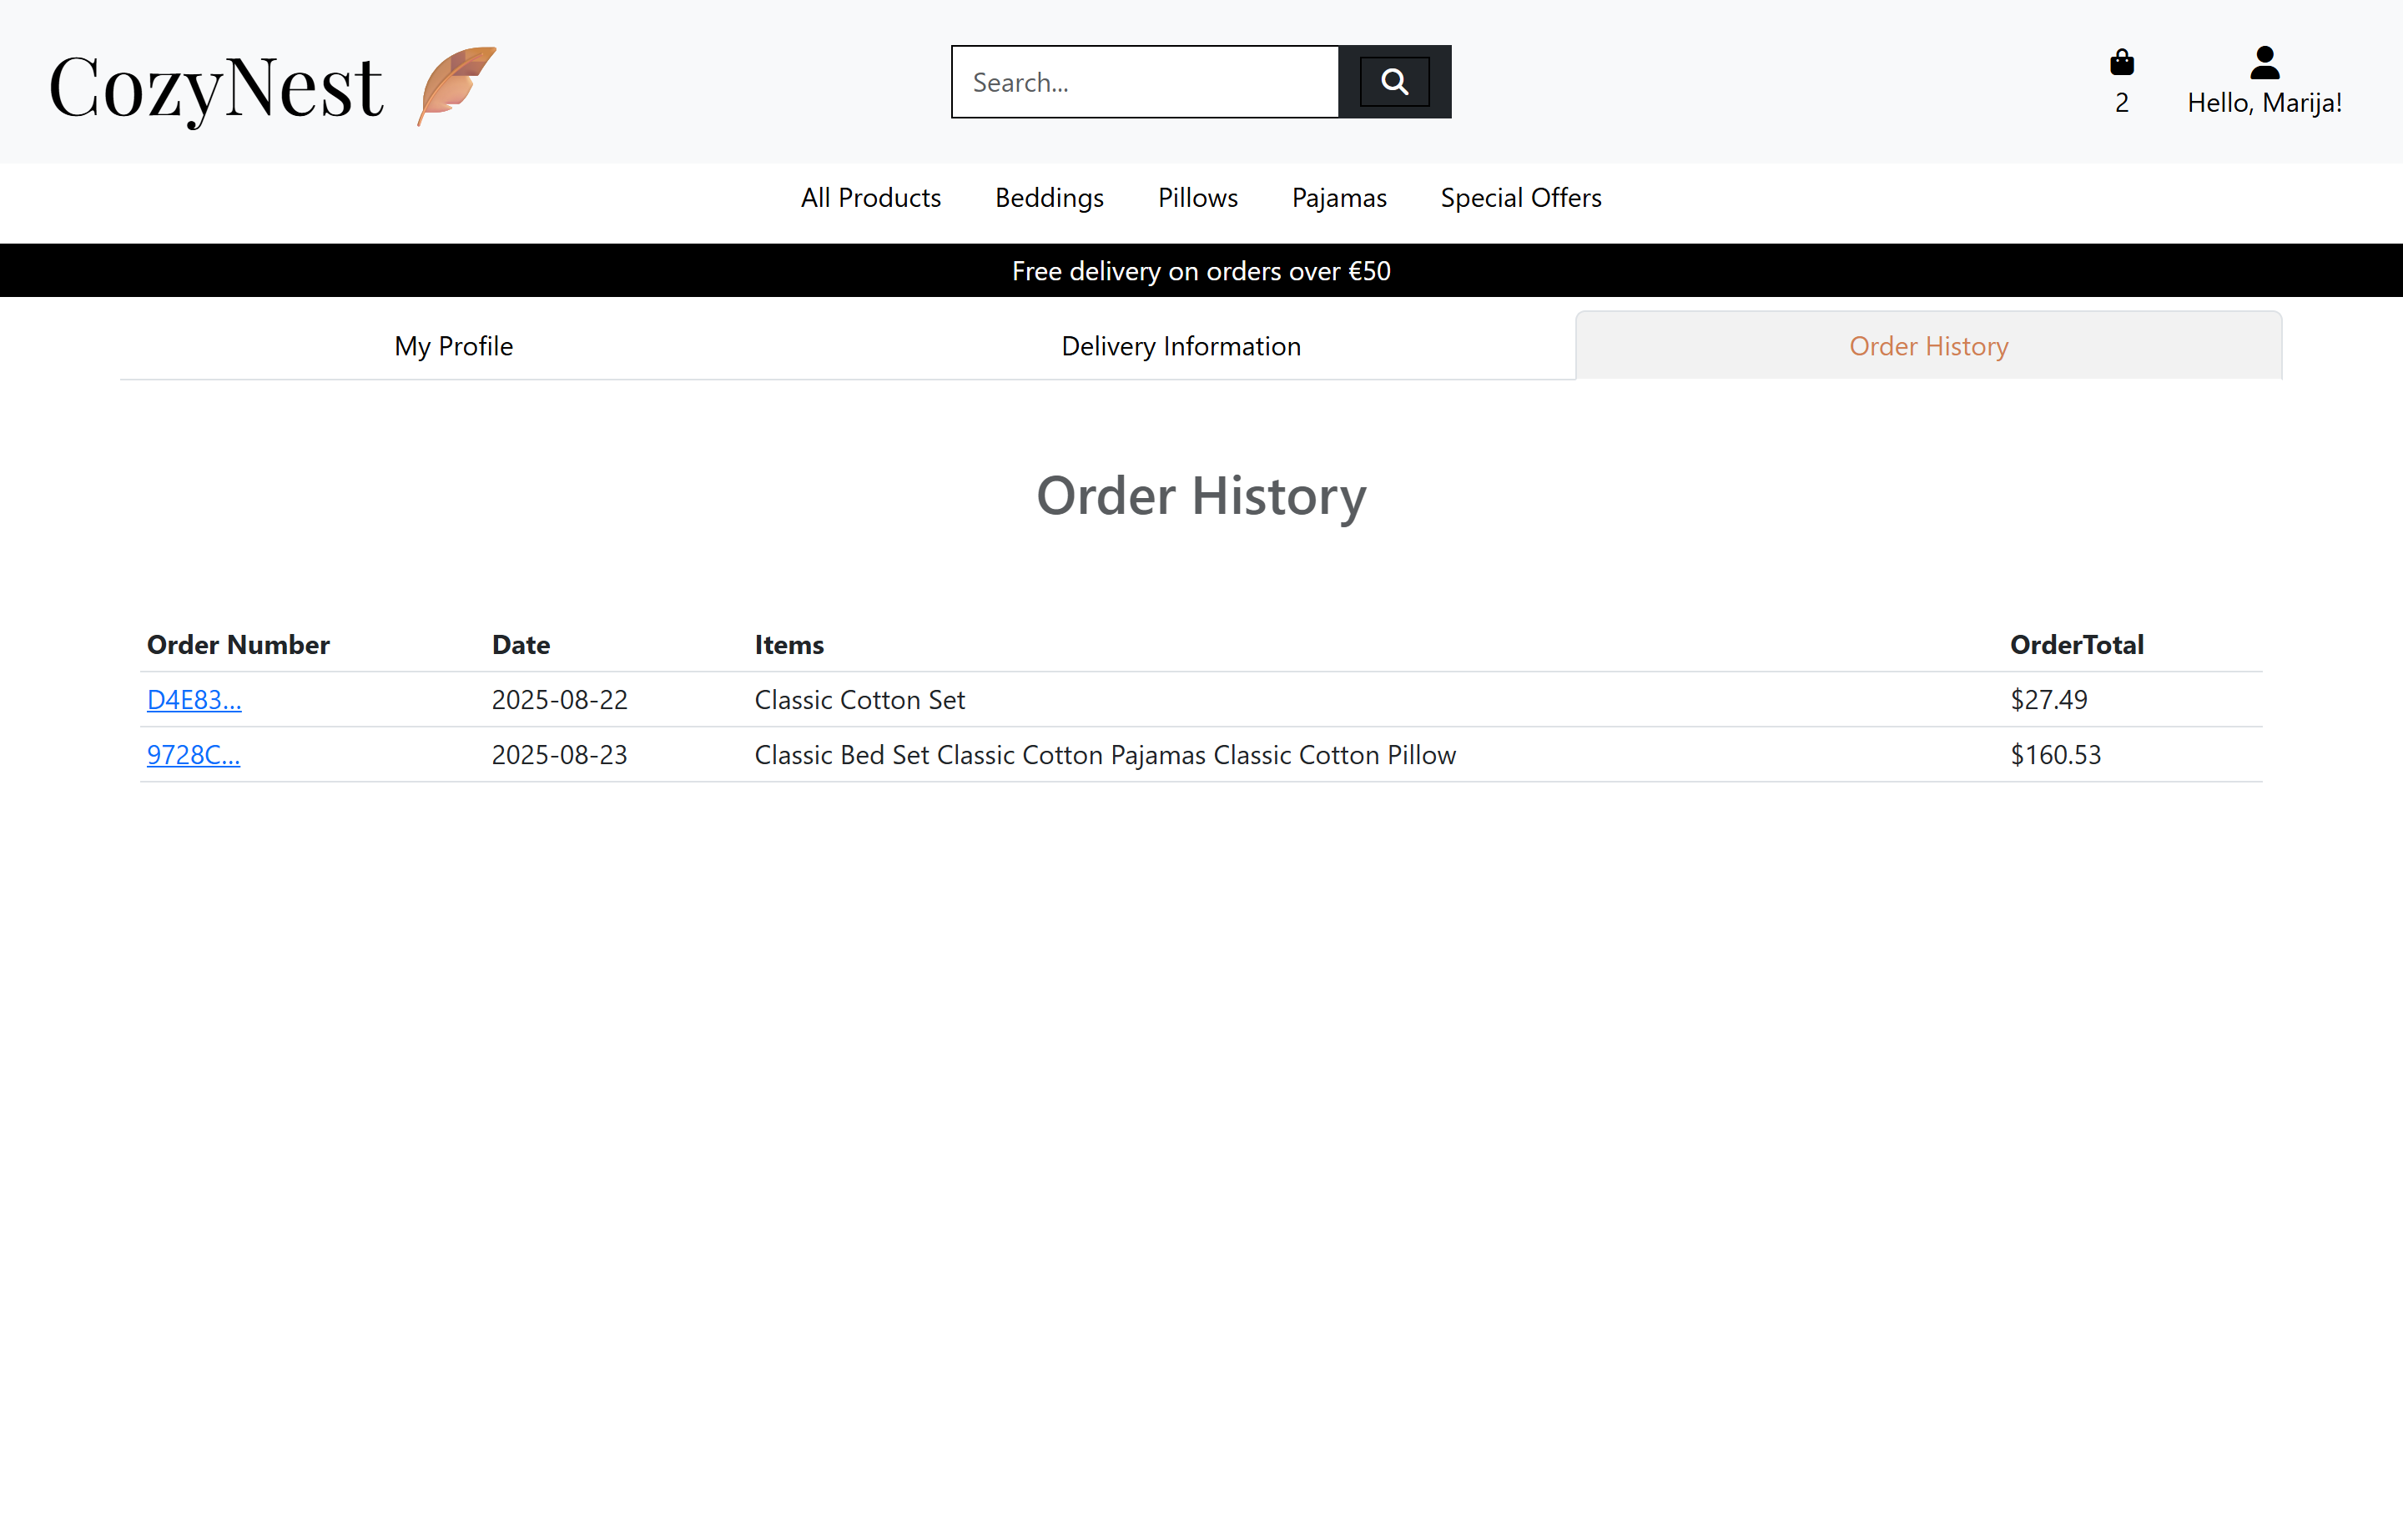 CozyNest
Search...
2
Hello, Marija!
All Products Beddings Pillows Pajamas Special Offers
Free delivery on orders over €50
My Profile Delivery Information Order History
Order History
Order Number Date Items OrderTotal
D4E83... 2025-08-22 Classic Cotton Set $27.49
9728C... 2025-08-23 Classic Bed Set Classic Cotton Pajamas Classic Cotton Pillow $160.53